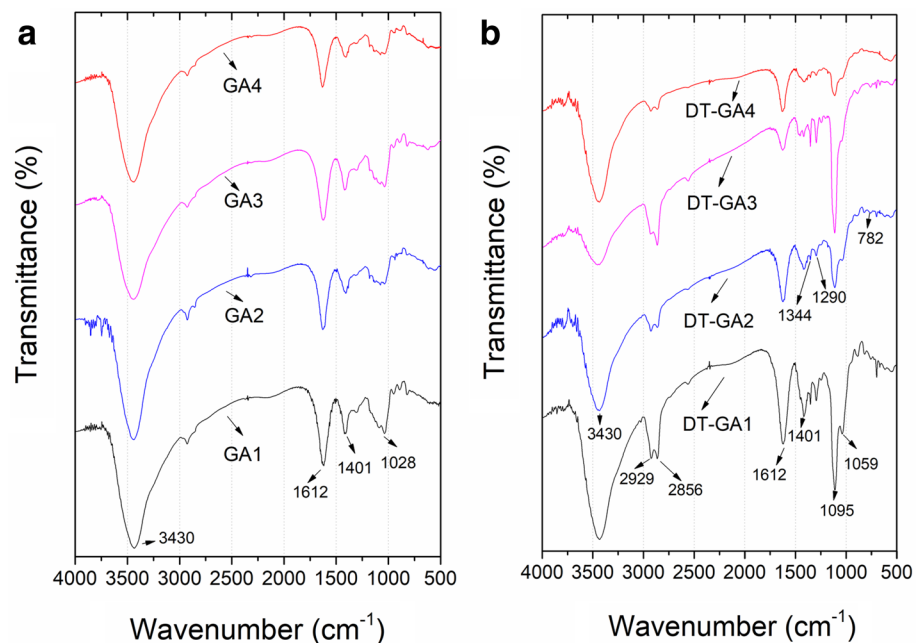 a
Transmittance (%)
GA4
GA3
GA2
GA1
1612
1401
1028
3430
4000 3500 3000 2500 2000 1500 1000 500
Wavenumber (cm⁻¹)
b
Transmittance (%)
DT-GA4
DT-GA3
782
1290
1344
DT-GA2
3430
DT-GA1
1401
1612
1059
2929
2856
1095
4000 3500 3000 2500 2000 1500 1000 500
Wavenumber (cm⁻¹)